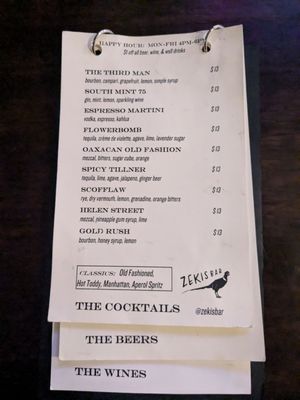 HAPPY HOUR: MON-FRI 4PM-6PM
$1 off all beer, wine, & well drinks
THE THIRD MAN $13
bourbon, campari, grapefruit, lemon, simple syrup
SOUTH MINT 75 $13
gin, mint, lemon, sparkling wine
ESPRESSO MARTINI $13
vodka, espresso, kahlua
FLOWERBOMB $13
tequila, crème de violette, agave, lime, lavender sugar
OAXACAN OLD FASHION $13
mezcal, bitters, sugar cube, orange
SPICY TILLNER $13
tequila, lime, agave, jalapeno, ginger beer
SCOFFLAW $13
rye, dry vermouth, lemon, grenadine, orange bitters
HELEN STREET $13
mezcal, pineapple gum syrup, lime
GOLD RUSH $13
bourbon, honey syrup, lemon
CLASSICS: Old Fashioned,
Hot Toddy, Manhattan, Aperol Spritz
ZEKIS BAR
@zekisbar
THE COCKTAILS
THE BEERS
THE WINES